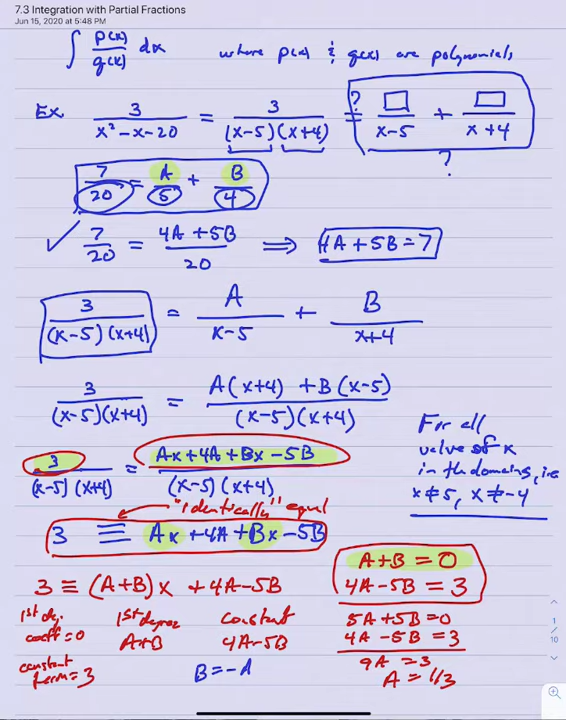 7.3 Integration with Partial Fractions
Jun 15, 2020 at 5:48 PM
∫ p(x)/q(x) dx where p(x) & q(x) are polynomials
Ex 3/(x²-x-20) = 3/((x-5)(x+4)) =? □/(x-5) + □/(x+4)
?
7/20 = A/5 + B/4
✓ 7/20 = (4A+5B)/20 ⟹ 4A+5B=7
3/((x-5)(x+4)) = A/(x-5) + B/(x+4)
3/((x-5)(x+4)) = (A(x+4)+B(x-5))/((x-5)(x+4))
3/((x-5)(x+4)) = (Ax+4A+Bx-5B)/((x-5)(x+4))
For all
value of x
in the domains, i.e
x≠5, x≠-4
"identically" equal
3 ≡ Ax+4A+Bx-5B
A+B=0
4A-5B=3
3 ≡ (A+B)x + 4A-5B
1st deg. coeff=0
1st degree
A+B
constant
4A-5B
constant term=3
B=-A
5A+5B=0
4A-5B=3
9A=3
A=1/3
1
/
10